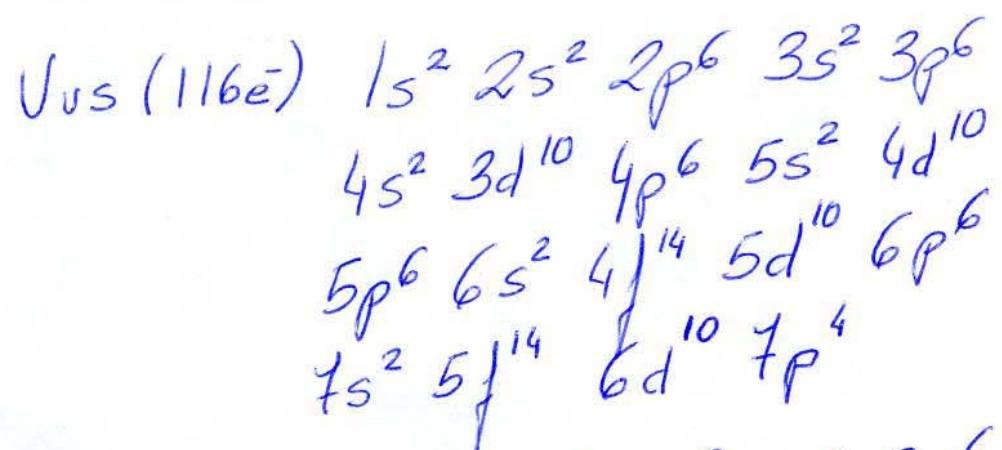 Uus (116ē) 1s² 2s² 2p⁶ 3s² 3p⁶
4s² 3d¹⁰ 4p⁶ 5s² 4d¹⁰
5p⁶ 6s² 4f¹⁴ 5d¹⁰ 6p⁶
7s² 5f¹⁴ 6d¹⁰ 7p⁴